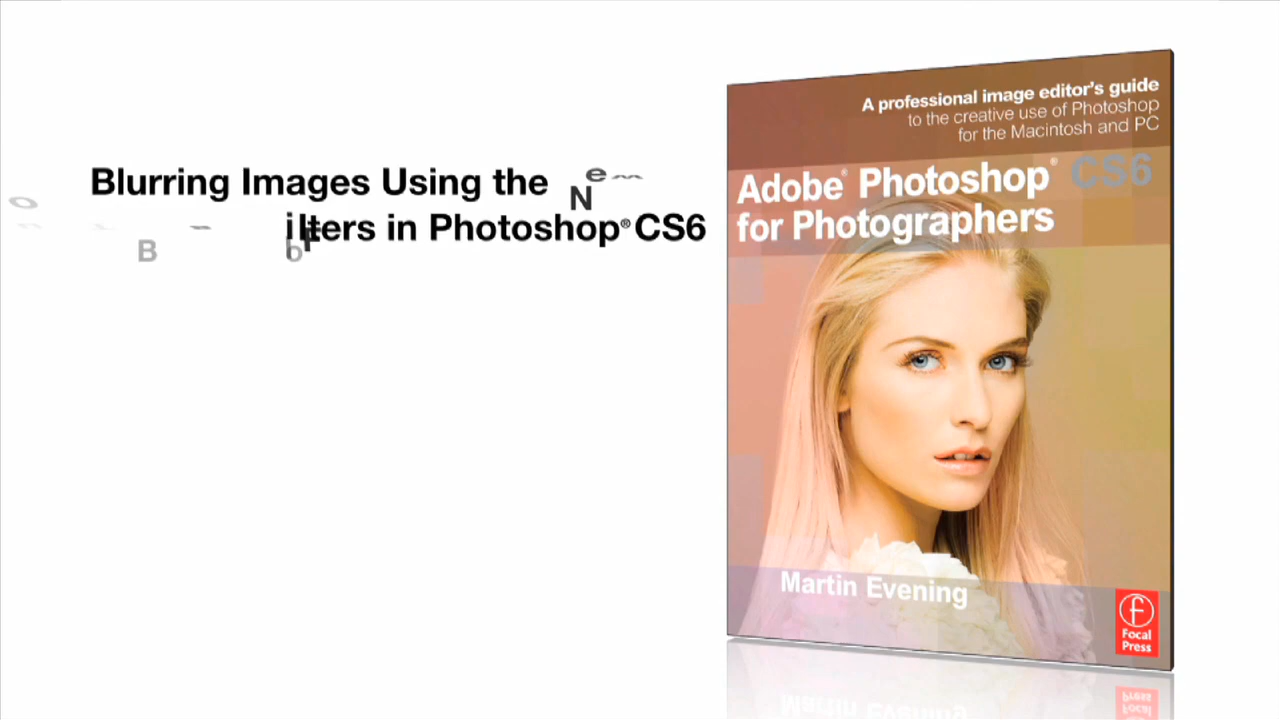 Blurring Images Using the Ne
ilters in Photoshop® CS6
A professional image editor's guide
to the creative use of Photoshop
for the Macintosh and PC
Adobe® Photoshop® CS6
for Photographers
Martin Evening
Focal
Press